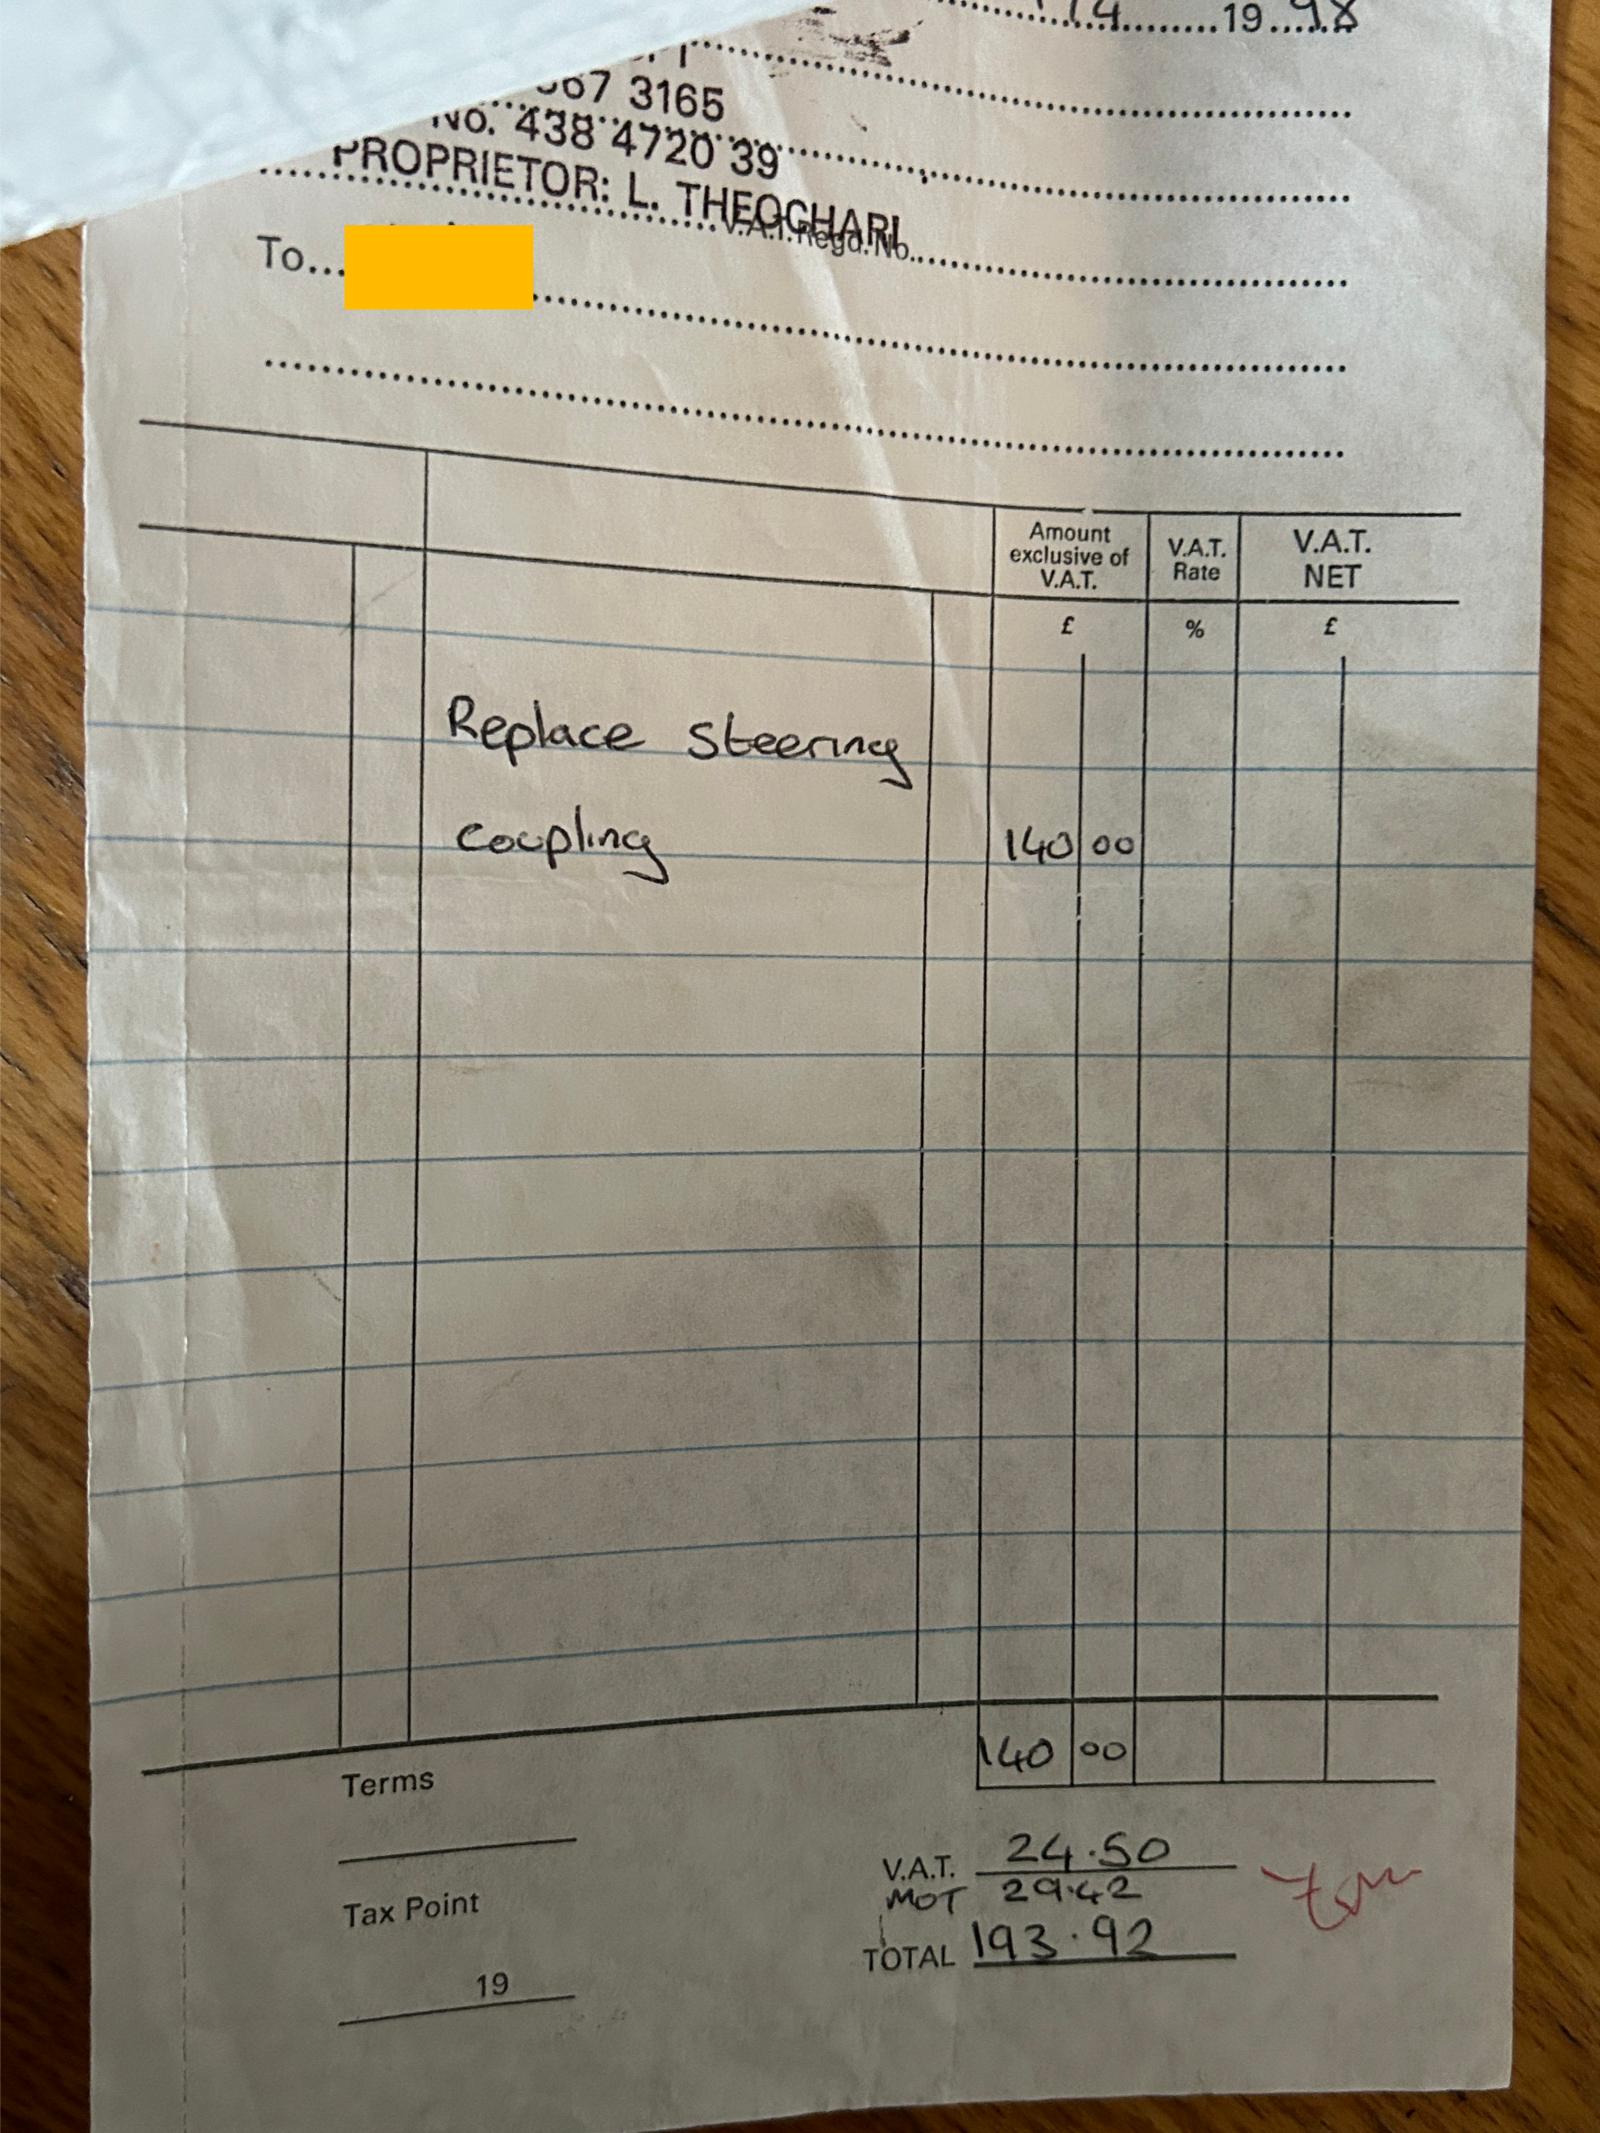 19 98
67 3165
No. 438 4720 39
PROPRIETOR: L. THEOCHARI
V.A.T. Regd. No.
To
Amount exclusive of V.A.T.
V.A.T. Rate
V.A.T. NET
£ % £
Replace Steering
Coupling 140 00
140 00
Terms
V.A.T. 24.50
MOT 29.42
Tax Point
TOTAL 193.92
19